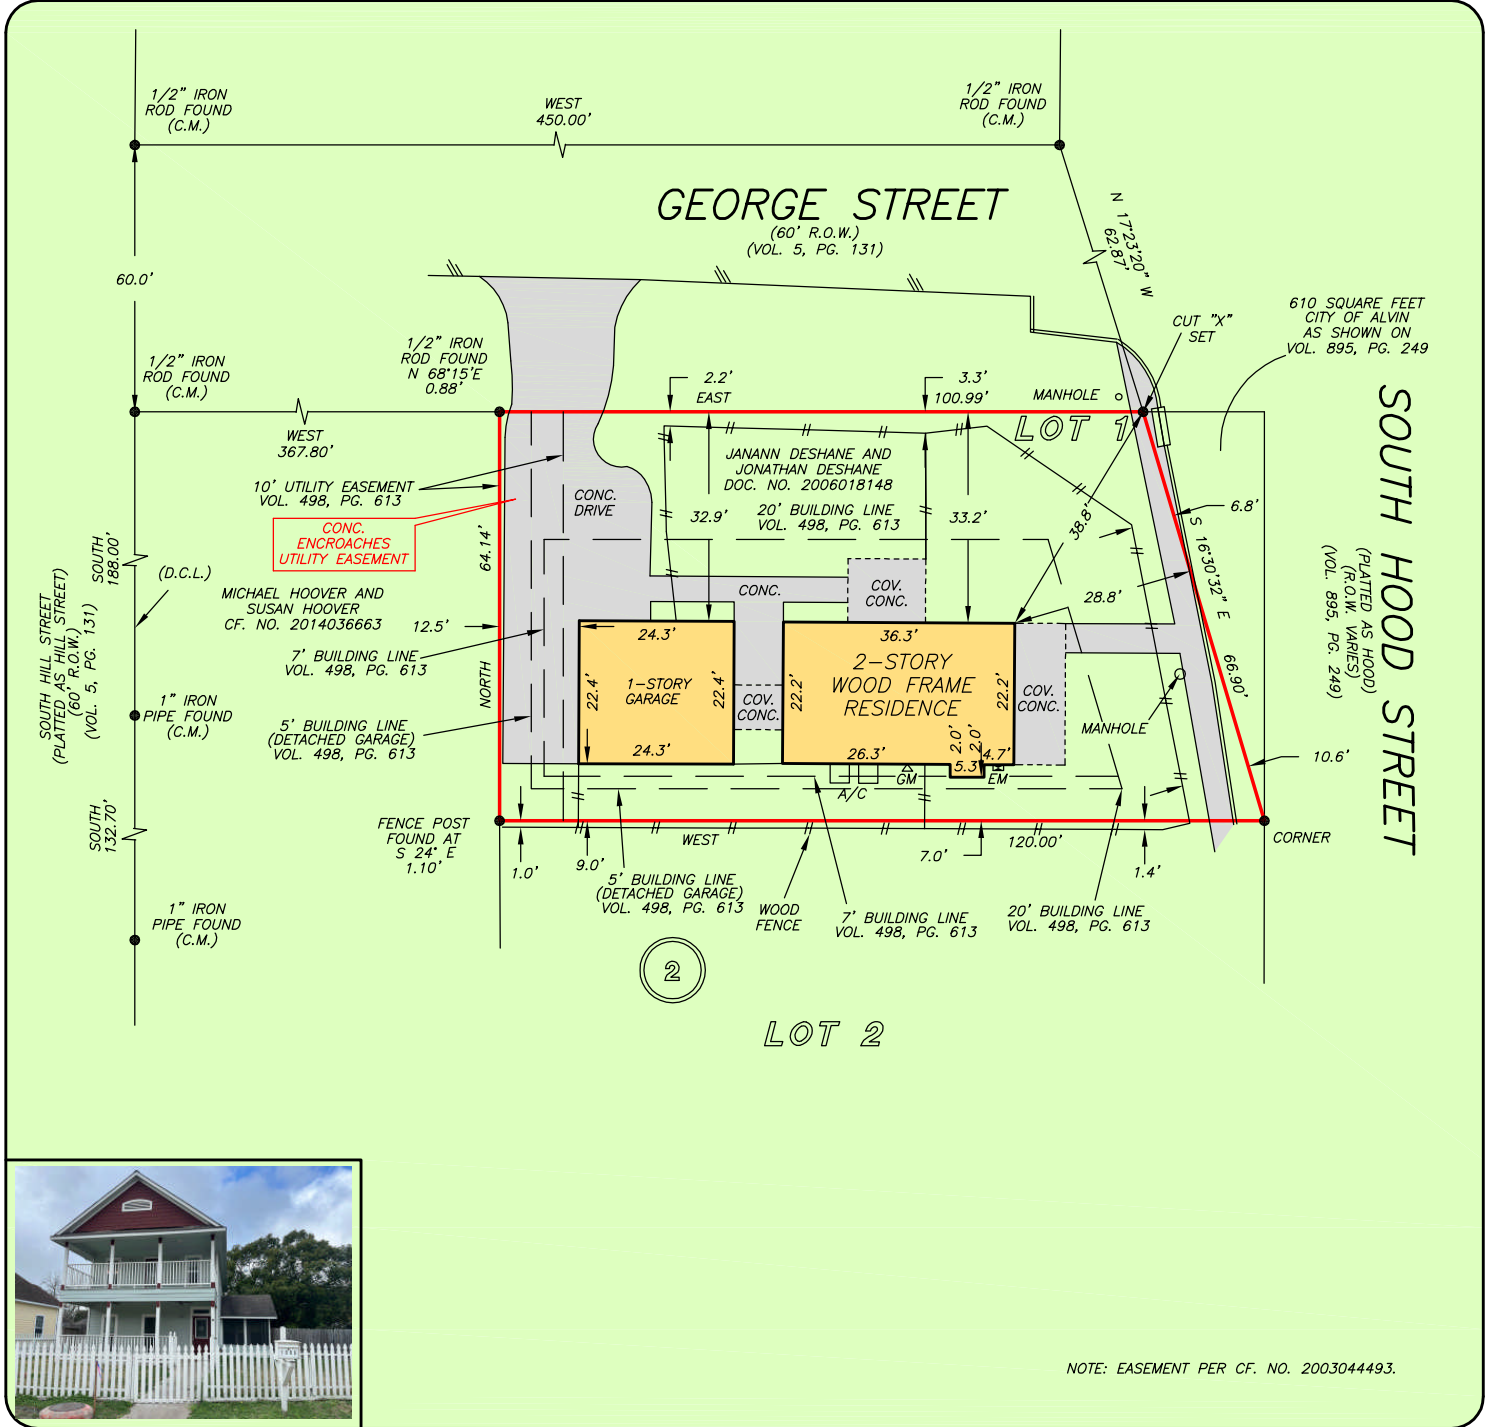 1/2" IRON
ROD FOUND
(C.M.)
WEST
450.00'
1/2" IRON
ROD FOUND
(C.M.)
GEORGE STREET
(60' R.O.W.)
(VOL. 5, PG. 131)
N 17°23'20" W
62.87'
60.0'
610 SQUARE FEET
CITY OF ALVIN
AS SHOWN ON
VOL. 895, PG. 249
CUT "X"
SET
1/2" IRON
ROD FOUND
(C.M.)
1/2" IRON
ROD FOUND
N 68°15'E
0.88'
2.2'
EAST
3.3'
100.99'
MANHOLE
LOT 1
WEST
367.80'
JANANN DESHANE AND
JONATHAN DESHANE
DOC. NO. 2006018148
10' UTILITY EASEMENT
VOL. 498, PG. 613
CONC.
DRIVE
32.9'
20' BUILDING LINE
VOL. 498, PG. 613
33.2'
38.8'
6.8'
S 16°30'32" E
66.90'
CONC.
ENCROACHES
UTILITY EASEMENT
64.14'
NORTH
SOUTH
188.00'
(D.C.L.)
SOUTH HILL STREET
(PLATTED AS HILL STREET)
(60' R.O.W.)
(VOL. 5, PG. 131)
MICHAEL HOOVER AND
SUSAN HOOVER
CF. NO. 2014036663
12.5'
CONC.
COV.
CONC.
28.8'
SOUTH HOOD STREET
(PLATTED AS HOOD)
(R.O.W. VARIES)
(VOL. 895, PG. 249)
7' BUILDING LINE
VOL. 498, PG. 613
24.3'
22.4'
1-STORY
GARAGE
22.4'
24.3'
COV.
CONC.
36.3'
22.2'
2-STORY
WOOD FRAME
RESIDENCE
22.2'
26.3'
2.0'
2.0'
5.3'
4.7'
COV.
CONC.
1" IRON
PIPE FOUND
(C.M.)
5' BUILDING LINE
(DETACHED GARAGE)
VOL. 498, PG. 613
MANHOLE
10.6'
A/C
GM
EM
SOUTH
132.70'
FENCE POST
FOUND AT
S 24° E
1.10'
WEST
120.00'
CORNER
1.0'
9.0'
7.0'
1.4'
5' BUILDING LINE
(DETACHED GARAGE)
VOL. 498, PG. 613
WOOD
FENCE
7' BUILDING LINE
VOL. 498, PG. 613
20' BUILDING LINE
VOL. 498, PG. 613
1" IRON
PIPE FOUND
(C.M.)
2
LOT 2
NOTE: EASEMENT PER CF. NO. 2003044493.